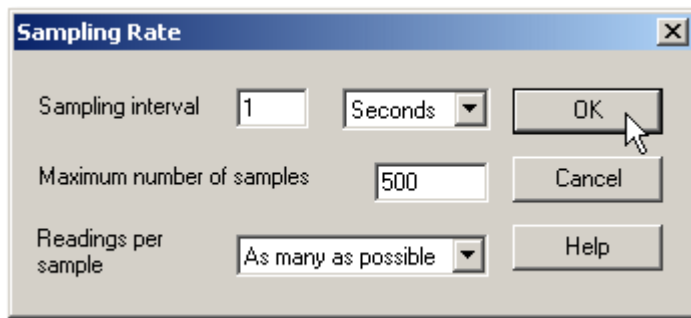 Sampling Rate
Sampling interval 1 Seconds OK
Maximum number of samples 500 Cancel
Readings per
sample As many as possible Help